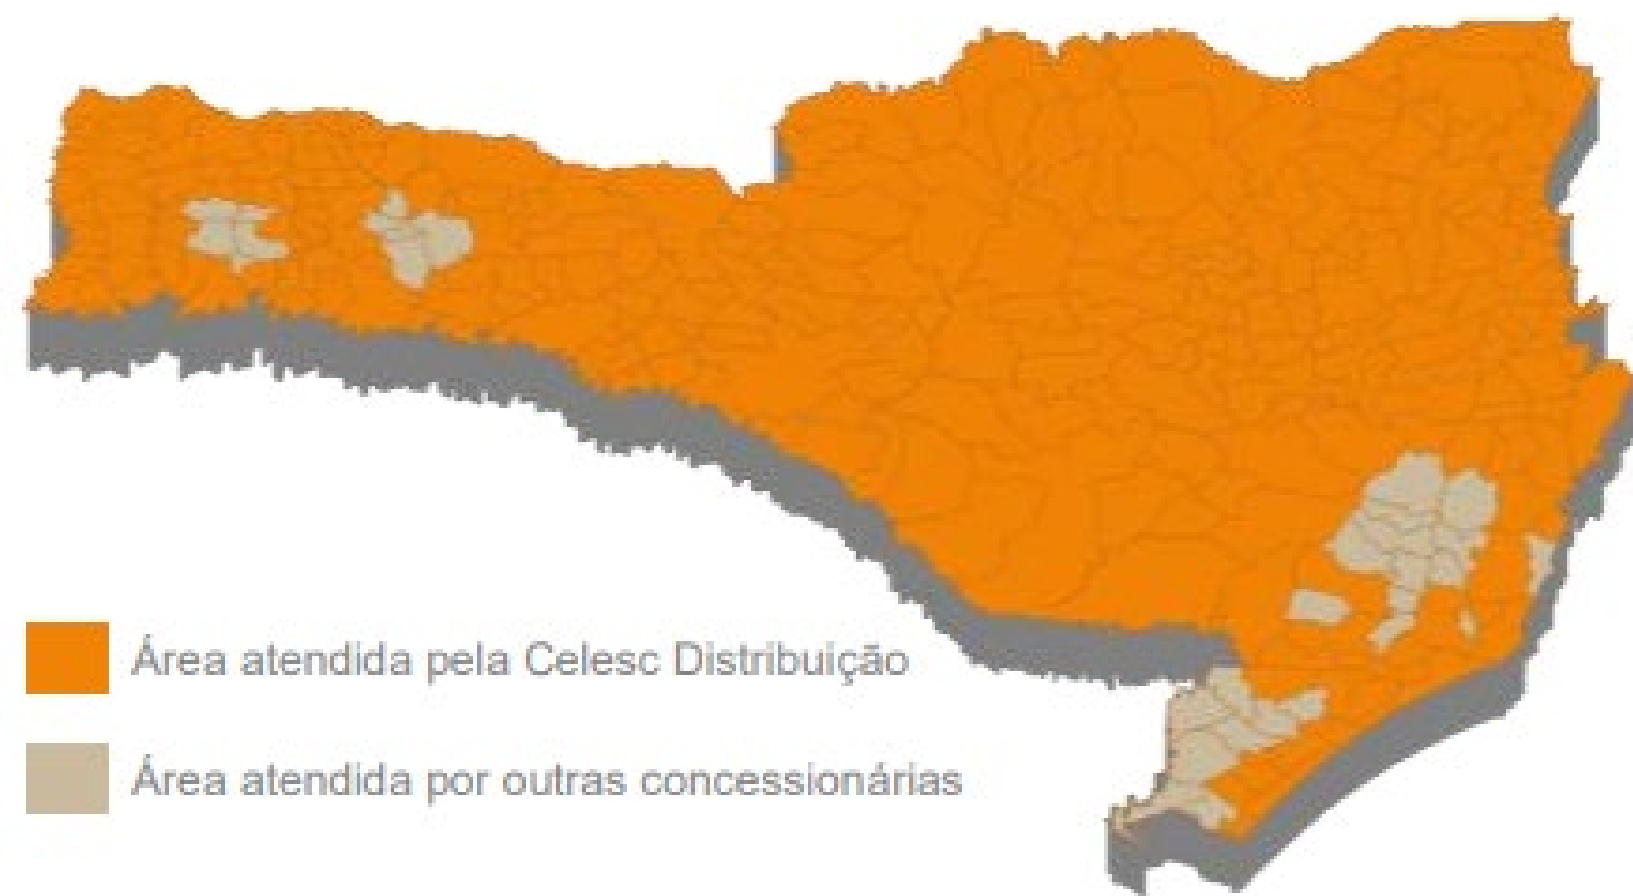 Área atendida pela Celesc Distribuição
Área atendida por outras concessionárias